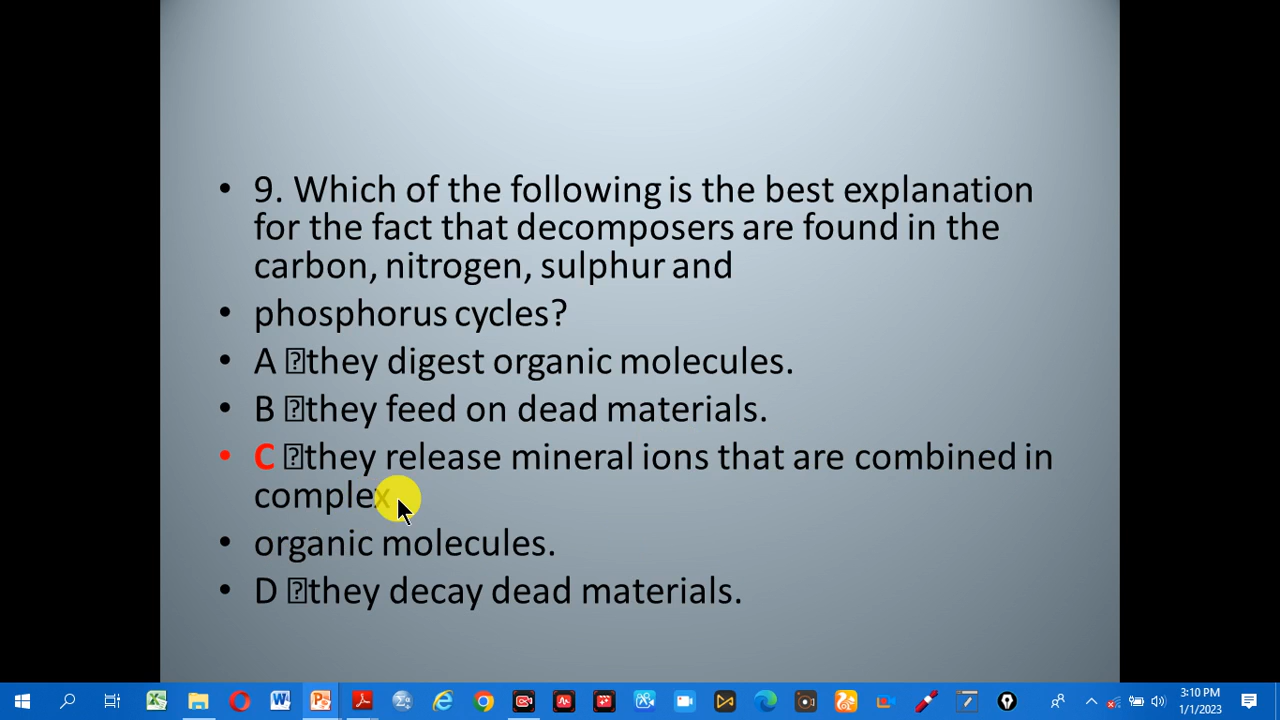 • 9. Which of the following is the best explanation
for the fact that decomposers are found in the
carbon, nitrogen, sulphur and
• phosphorus cycles?
• A they digest organic molecules.
• B they feed on dead materials.
• C they release mineral ions that are combined in
complex
• organic molecules.
• D they decay dead materials.
3:10 PM
1/1/2023